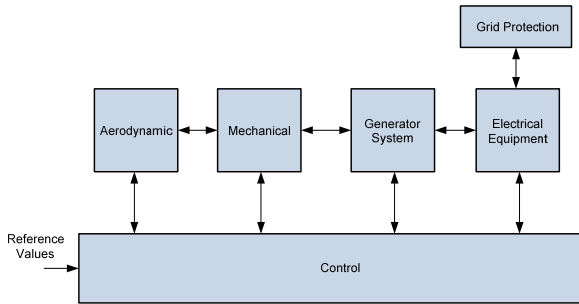 Grid Protection
Aerodynamic
Mechanical
Generator
System
Electrical
Equipment
Reference
Values
Control